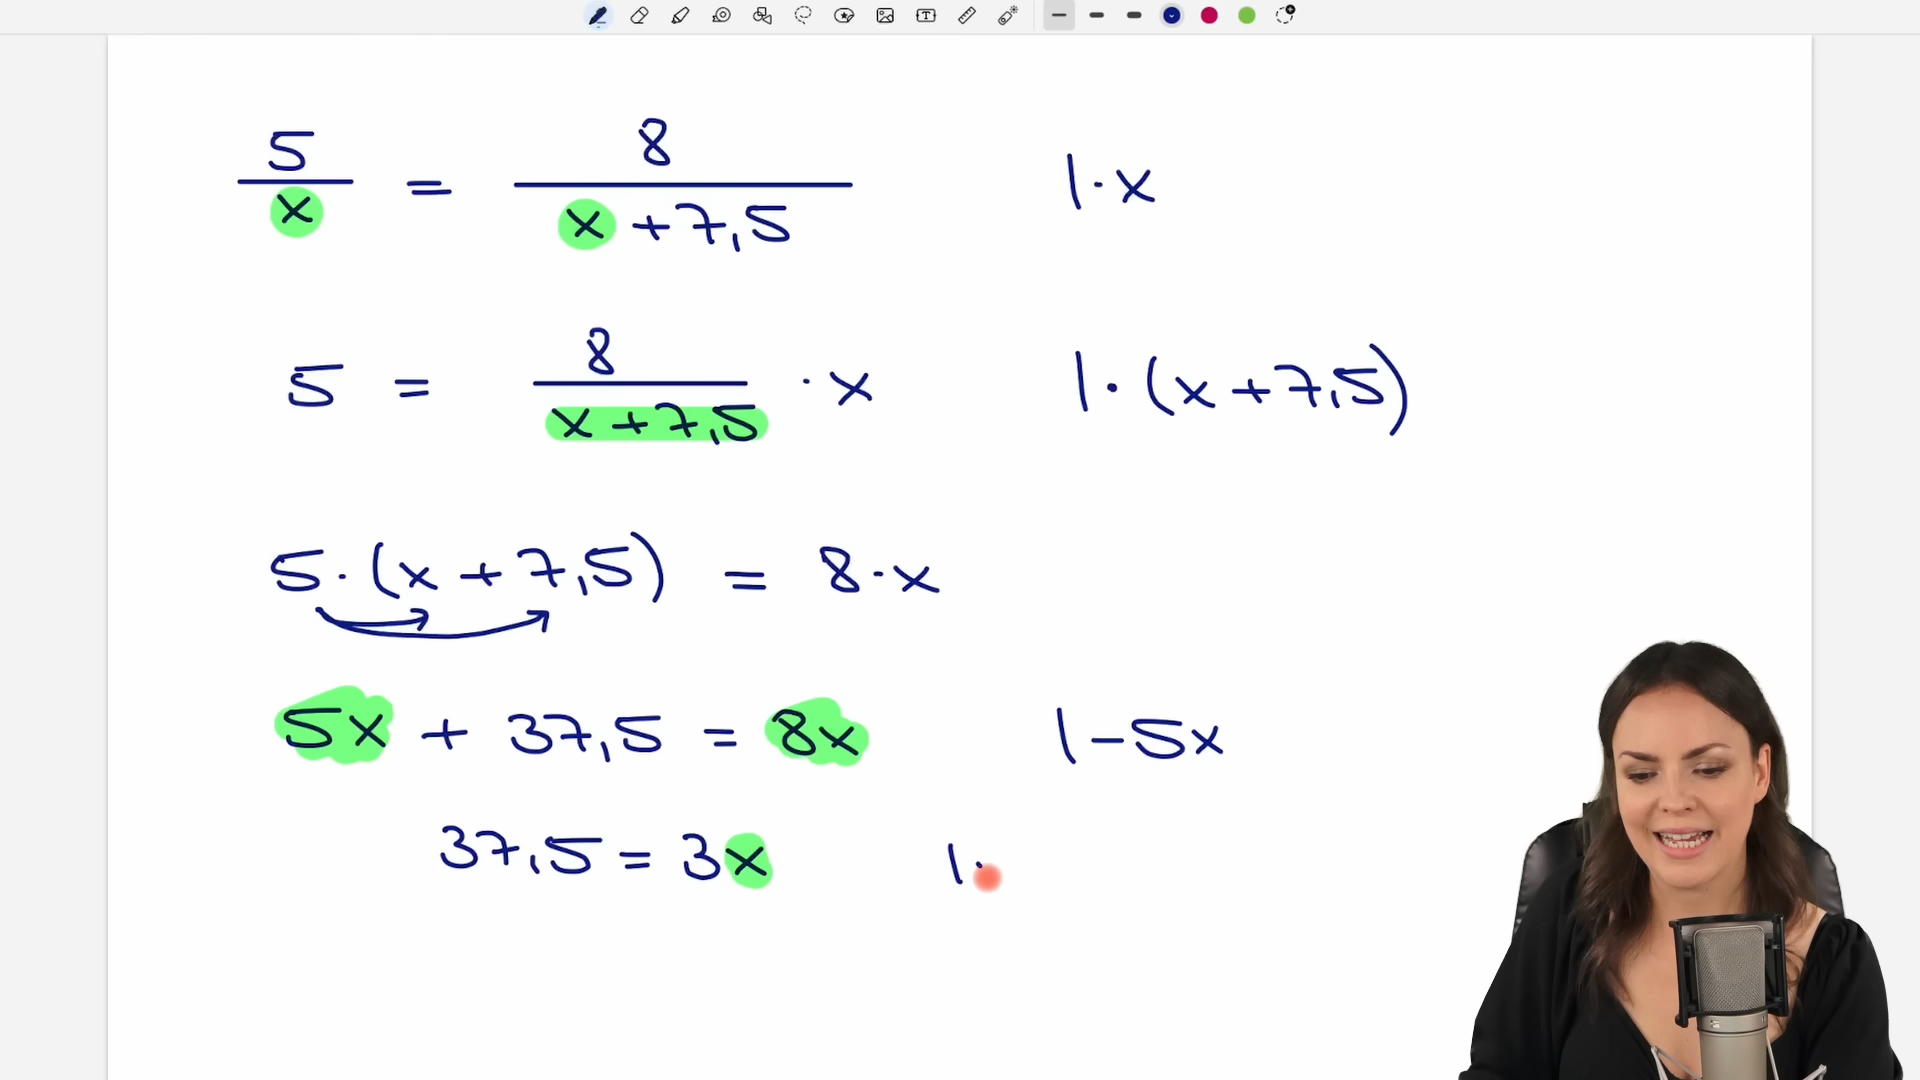 5/x = 8/(x + 7,5) | · x
5 = 8/(x + 7,5) · x | · (x + 7,5)
5 · (x + 7,5) = 8 · x
5x + 37,5 = 8x | - 5x
37,5 = 3x |